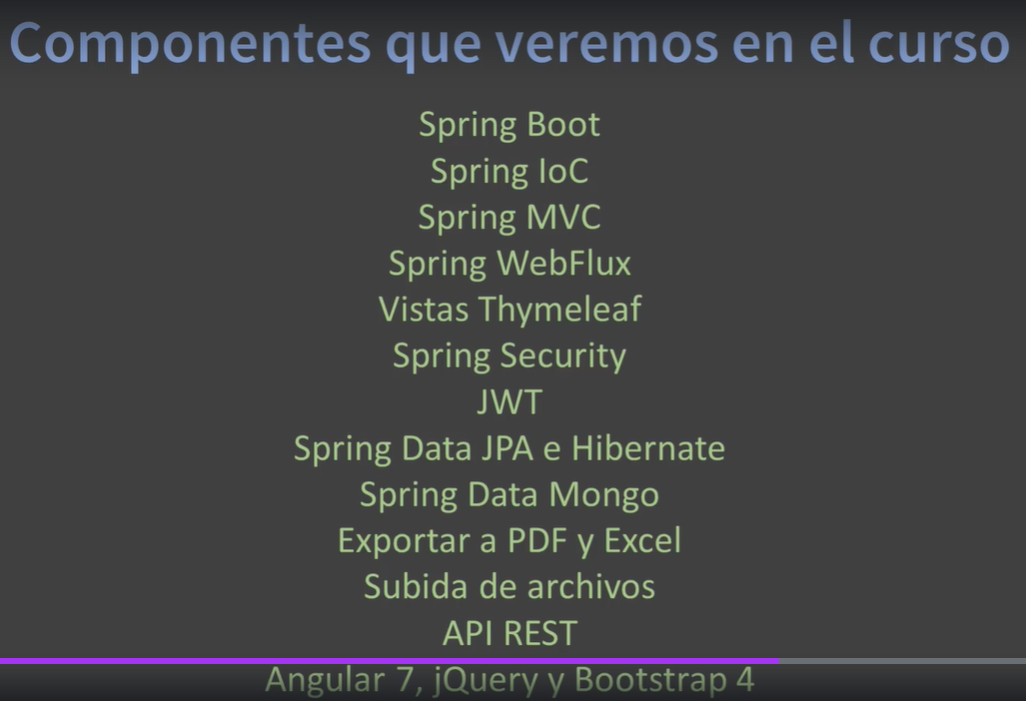 Componentes que veremos en el curso
Spring Boot
Spring IoC
Spring MVC
Spring WebFlux
Vistas Thymeleaf
Spring Security
JWT
Spring Data JPA e Hibernate
Spring Data Mongo
Exportar a PDF y Excel
Subida de archivos
API REST
Angular 7, jQuery y Bootstrap 4